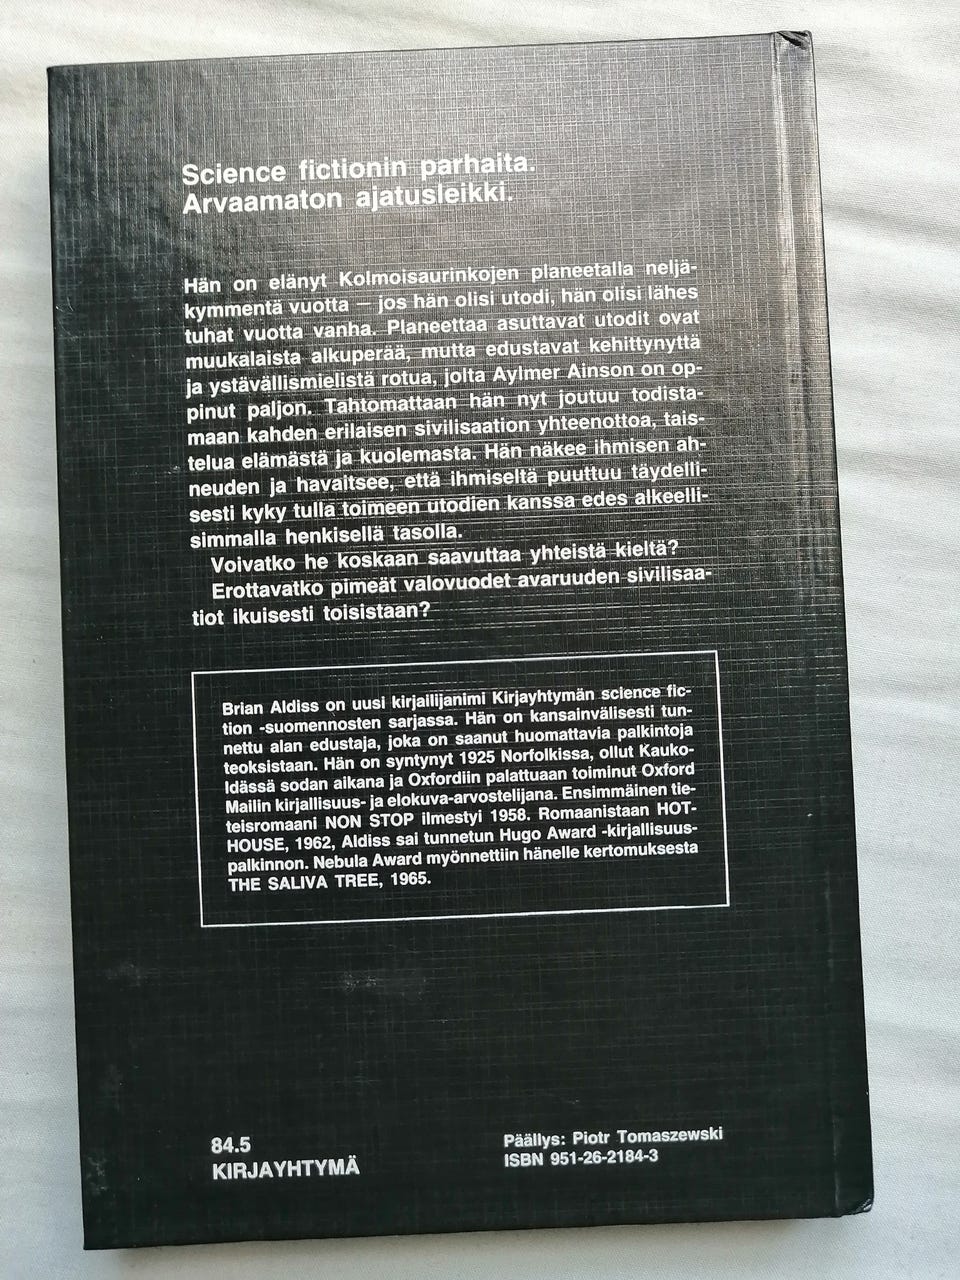 Science fictionin parhaita.
Arvaamaton ajatusleikki.
Hän on elänyt Kolmoisaurinkojen planeetalla neljä-
kymmentä vuotta — jos hän olisi utodi, hän olisi lähes
tuhat vuotta vanha. Planeettaa asuttavat utodit ovat
muukalaista alkuperää, mutta edustavat kehittynyttä
ja ystävällismielistä rotua, jolta Aylmer Ainson on op-
pinut paljon. Tahtomattaan hän nyt joutuu todista-
maan kahden erilaisen sivilisaation yhteenottoa, tais-
telua elämästä ja kuolemasta. Hän näkee ihmisen ah-
neuden ja havaitsee, että ihmiseltä puuttuu täydelli-
sesti kyky tulla toimeen utodien kanssa edes alkeelli-
simmalla henkisellä tasolla.
Voivatko he koskaan saavuttaa yhteistä kieltä?
Erottavatko pimeät valovuodet avaruuden sivilisaa-
tiot ikuisesti toisistaan?
Brian Aldiss on uusi kirjailijanimi Kirjayhtymän science fic-
tion -suomennosten sarjassa. Hän on kansainvälisesti tun-
nettu alan edustaja, joka on saanut huomattavia palkintoja
teoksistaan. Hän on syntynyt 1925 Norfolkissa, ollut Kauko-
Idässä sodan aikana ja Oxfordiin palattuaan toiminut Oxford
Mailin kirjallisuus- ja elokuva-arvostelijana. Ensimmäinen tie-
teisromaani NON STOP ilmestyi 1958. Romaanistaan HOT-
HOUSE, 1962, Aldiss sai tunnetun Hugo Award -kirjallisuus-
palkinnon. Nebula Award myönnettiin hänelle kertomuksesta
THE SALIVA TREE, 1965.
84.5
KIRJAYHTYMÄ
Päällys: Piotr Tomaszewski
ISBN 951-26-2184-3